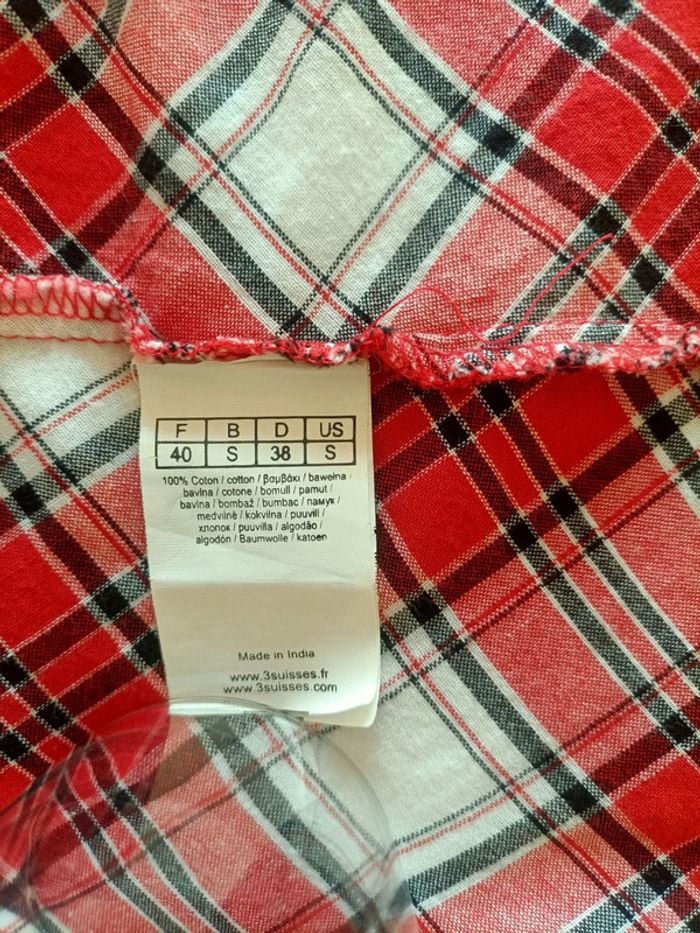 F B D US
40 S 38 S
100% Coton / cotton / βαμβάκι / bawełna
bavlna / cotone / bomull / pamut /
bavlna / bombaž / bumbac / памук /
medvilnė / kokvilna / puuvill /
хлопок / puuvilla / algodão /
algodón / Baumwolle / katoen
Made in India
www.3suisses.fr
www.3suisses.com